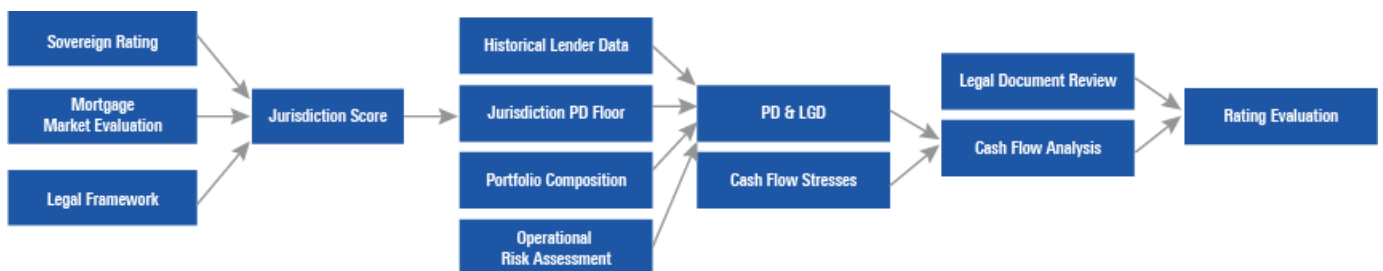 Sovereign Rating
Mortgage
Market Evaluation
Legal Framework
Jurisdiction Score
Historical Lender Data
Jurisdiction PD Floor
Portfolio Composition
Operational
Risk Assessment
PD & LGD
Cash Flow Stresses
Legal Document Review
Cash Flow Analysis
Rating Evaluation